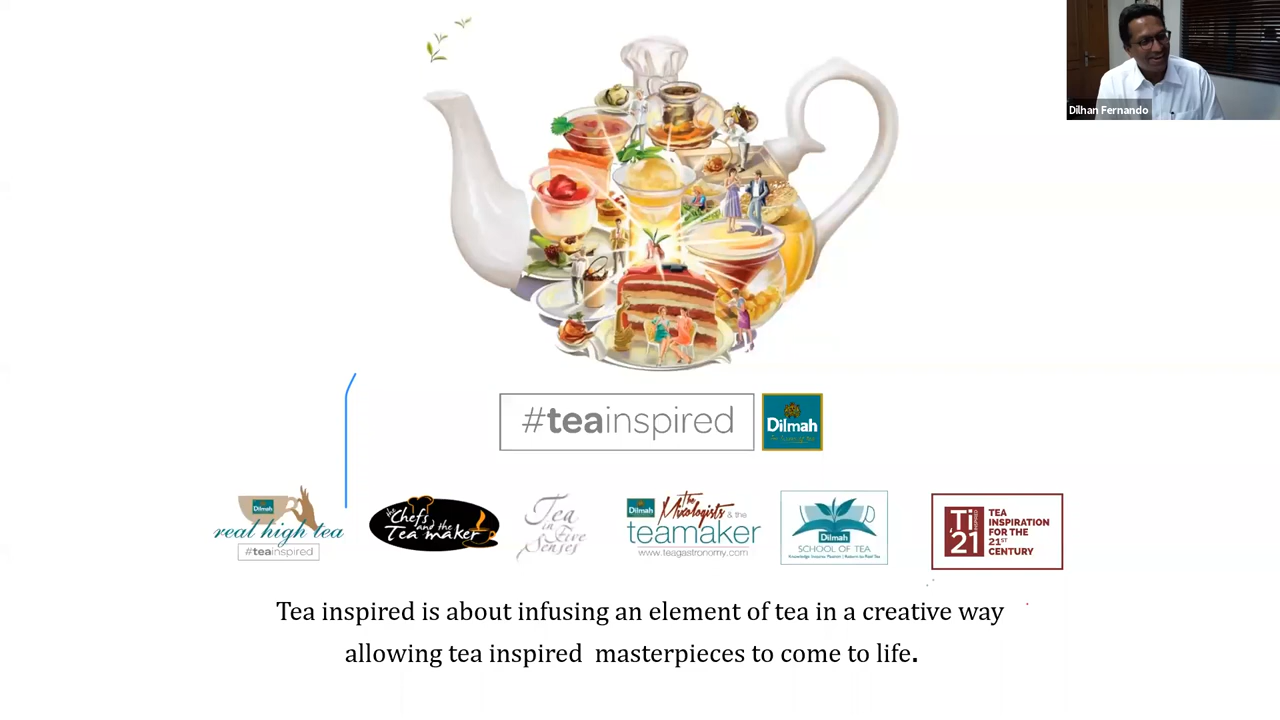 Dilhan Fernando
#teainspired
Dilmah
Dilmah
real high tea
#teainspired
the Chefs
and the
Tea maker
Tea
in
Five
Senses
Dilmah
The Mixologists & the
teamaker
www.teagastronomy.com
Dilmah
SCHOOL OF TEA
Ti
'21
INSPIRED
TEA
INSPIRATION
FOR THE
21ST
CENTURY
Tea inspired is about infusing an element of tea in a creative way
allowing tea inspired masterpieces to come to life.